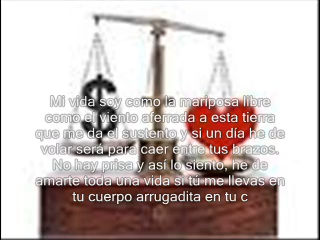 Mi vida soy como la mariposa libre
como el viento aferrada a esta tierra
que me da el sustento y si un día he de
volar será para caer entre tus brazos.
No hay prisa y así lo siento, he de
amarte toda una vida si tú me llevas en
tu cuerpo arrugadita en tu c